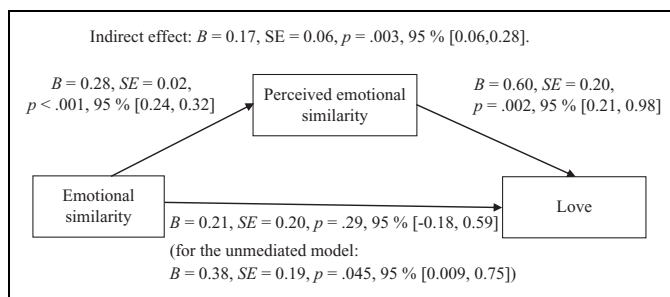 Indirect effect: B = 0.17, SE = 0.06, p = .003, 95 % [0.06,0.28].
B = 0.28, SE = 0.02,
p < .001, 95 % [0.24, 0.32]
Perceived emotional
similarity
B = 0.60, SE = 0.20,
p = .002, 95 % [0.21, 0.98]
Emotional
similarity
Love
B = 0.21, SE = 0.20, p = .29, 95 % [-0.18, 0.59]
(for the unmediated model:
B = 0.38, SE = 0.19, p = .045, 95 % [0.009, 0.75])